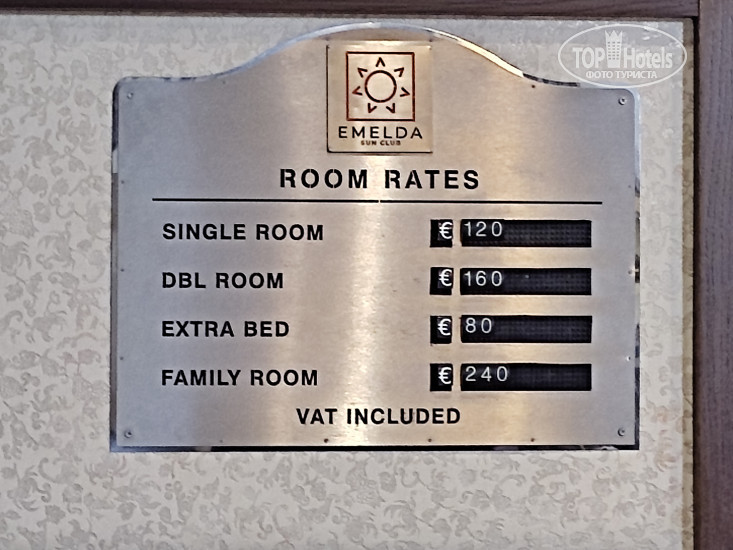 TOP Hotels
ФОТО ТУРИСТА
EMELDA
SUN CLUB
ROOM RATES
SINGLE ROOM € 120
DBL ROOM € 160
EXTRA BED € 80
FAMILY ROOM € 240
VAT INCLUDED